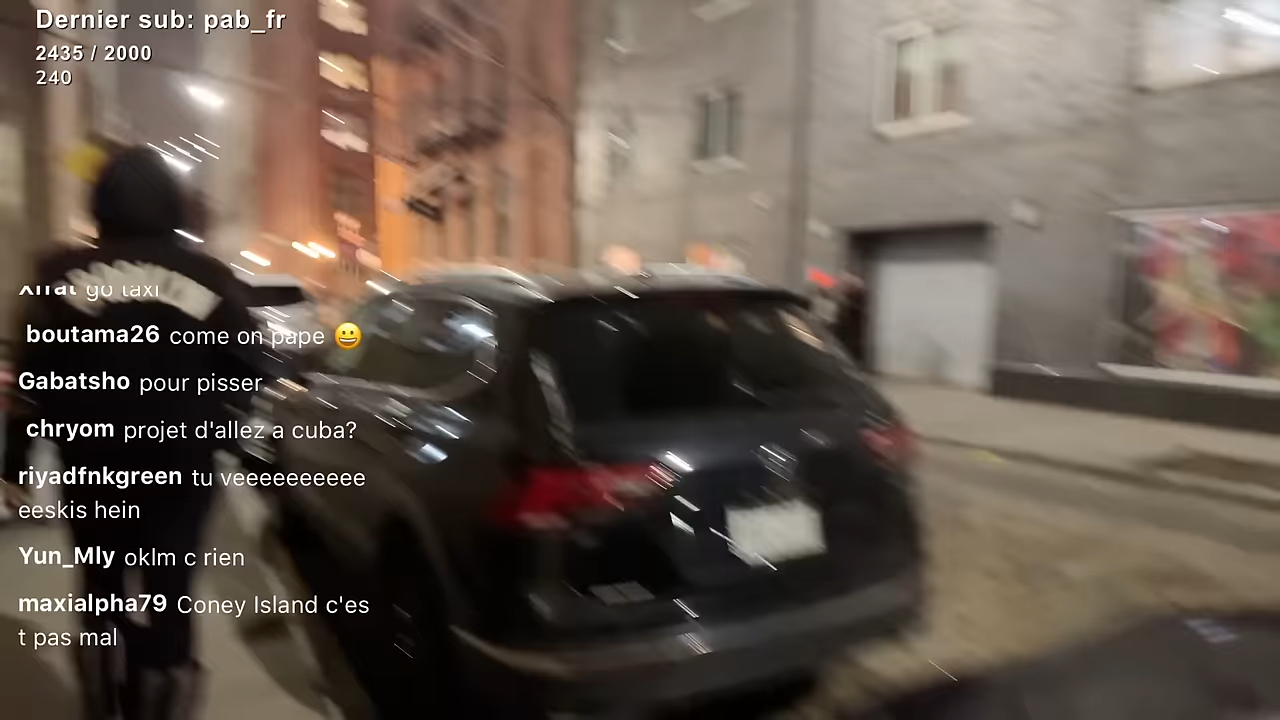 Dernier sub: pab_fr
2435 / 2000
240
go taxi
boutama26 come on pape 😀
Gabatsho pour pisser
chryom projet d'allez a cuba?
riyadfnkgreen tu veeeeeeeeee
eeskis hein
Yun_Mly oklm c rien
maxialpha79 Coney Island c'es
t pas mal